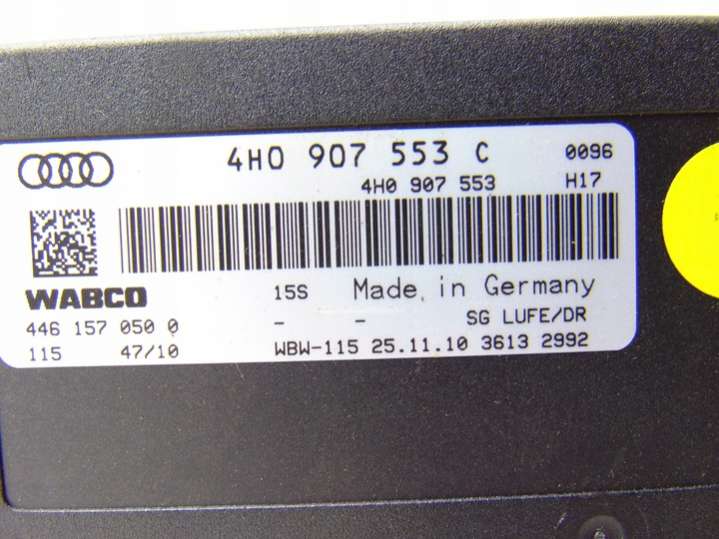 4H0 907 553 C 0096
4H0 907 553 H17
WABCO 15S Made in Germany
446 157 050 0 - - SG LUFE/DR
115 47/10 WBW-115 25.11.10 3613 2992